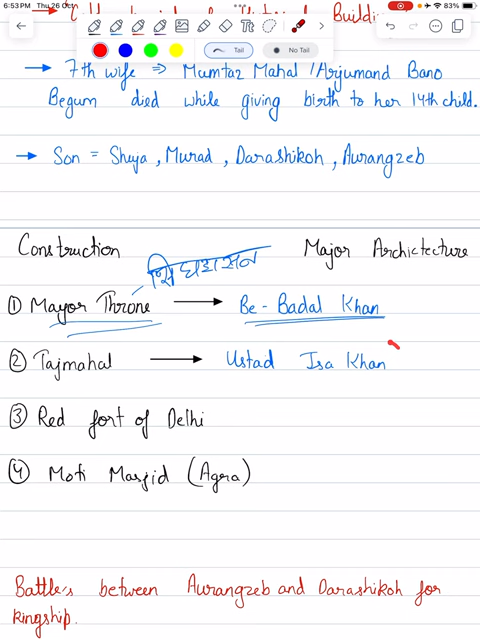 6:53 PM Thu 26 Oct
Buildi
Tail
No Tail
→ 7th wife ⇒ Mumtaz Mahal / Arjumand Bano
Begum died while giving birth to her 14th child.
→ Son = Shuja, Murad, Darashikoh, Aurangzeb
Construction Major Archictecture
① Mayor Throne → Be-Badal Khan
② Tajmahal → Ustad Isa Khan
③ Red fort of Delhi
④ Moti Masjid (Agra)
Battles between Aurangzeb and Darashikoh for
kingship.